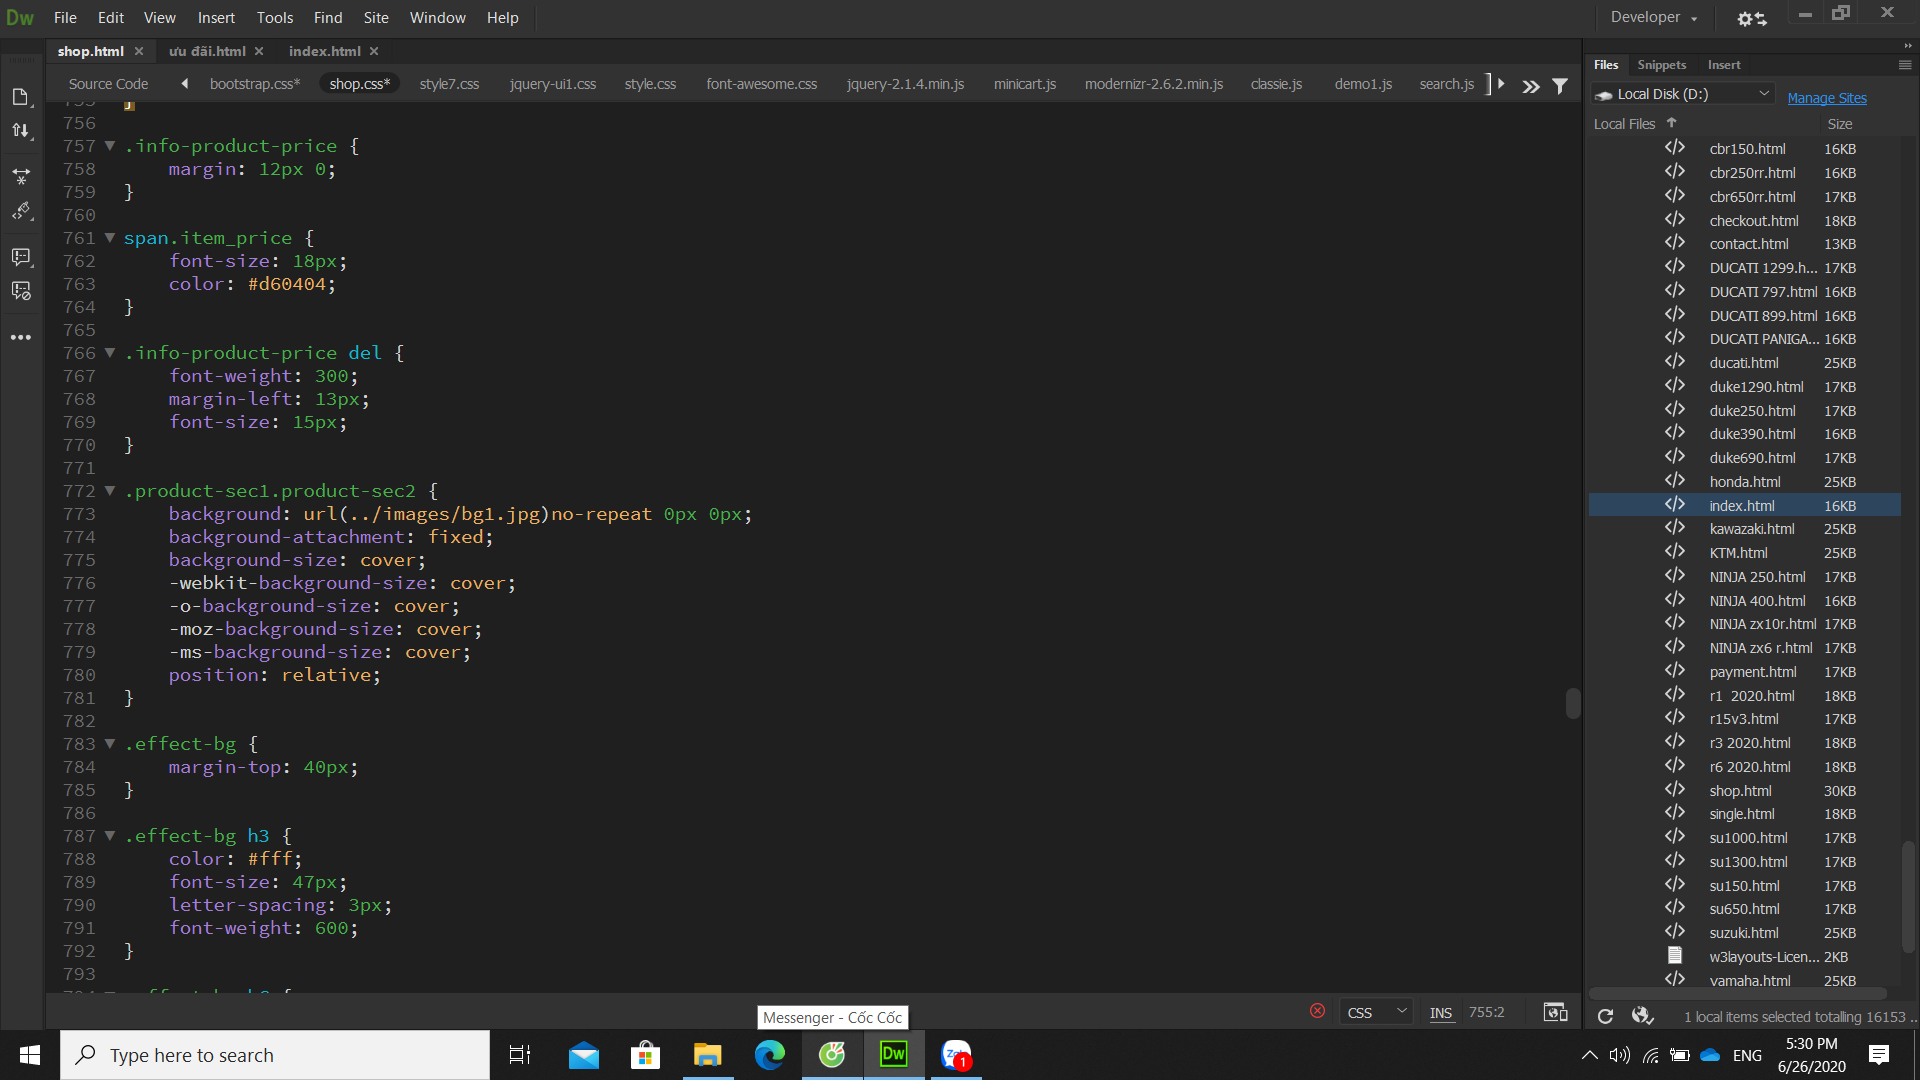 Dw File Edit View Insert Tools Find Site Window Help Developer
shop.html ưu đãi.html index.html
Source Code bootstrap.css* shop.css* style7.css jquery-ui1.css style.css font-awesome.css jquery-2.1.4.min.js minicart.js modernizr-2.6.2.min.js classie.js demo1.js search.js
755 }
756
757 .info-product-price {
758 margin: 12px 0;
759 }
760
761 span.item_price {
762 font-size: 18px;
763 color: #d60404;
764 }
765
766 .info-product-price del {
767 font-weight: 300;
768 margin-left: 13px;
769 font-size: 15px;
770 }
771
772 .product-sec1.product-sec2 {
773 background: url(../images/bg1.jpg)no-repeat 0px 0px;
774 background-attachment: fixed;
775 background-size: cover;
776 -webkit-background-size: cover;
777 -o-background-size: cover;
778 -moz-background-size: cover;
779 -ms-background-size: cover;
780 position: relative;
781 }
782
783 .effect-bg {
784 margin-top: 40px;
785 }
786
787 .effect-bg h3 {
788 color: #fff;
789 font-size: 47px;
790 letter-spacing: 3px;
791 font-weight: 600;
792 }
793
CSS INS 755:2
Files Snippets Insert
Local Disk (D:) Manage Sites
Local Files Size
cbr150.html 16KB
cbr250rr.html 16KB
cbr650rr.html 17KB
checkout.html 18KB
contact.html 13KB
DUCATI 1299.h... 17KB
DUCATI 797.html 16KB
DUCATI 899.html 16KB
DUCATI PANIGA... 16KB
ducati.html 25KB
duke1290.html 17KB
duke250.html 17KB
duke390.html 16KB
duke690.html 17KB
honda.html 25KB
index.html 16KB
kawazaki.html 25KB
KTM.html 25KB
NINJA 250.html 17KB
NINJA 400.html 16KB
NINJA zx10r.html 17KB
NINJA zx6 r.html 17KB
payment.html 17KB
r1 2020.html 18KB
r15v3.html 17KB
r3 2020.html 18KB
r6 2020.html 18KB
shop.html 30KB
single.html 18KB
su1000.html 17KB
su1300.html 17KB
su150.html 17KB
su650.html 17KB
suzuki.html 25KB
w3layouts-Licen... 2KB
yamaha.html 25KB
1 local items selected totalling 16153 ..
Messenger - Cốc Cốc
Type here to search
Dw
1
ENG
5:30 PM
6/26/2020